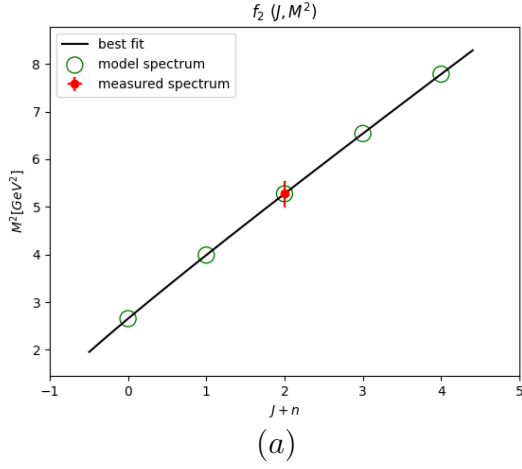 f₂ (J, M²)
best fit
model spectrum
measured spectrum
M²[GeV²]
8
7
6
5
4
3
2
−1 0 1 2 3 4 5
J + n
(a)